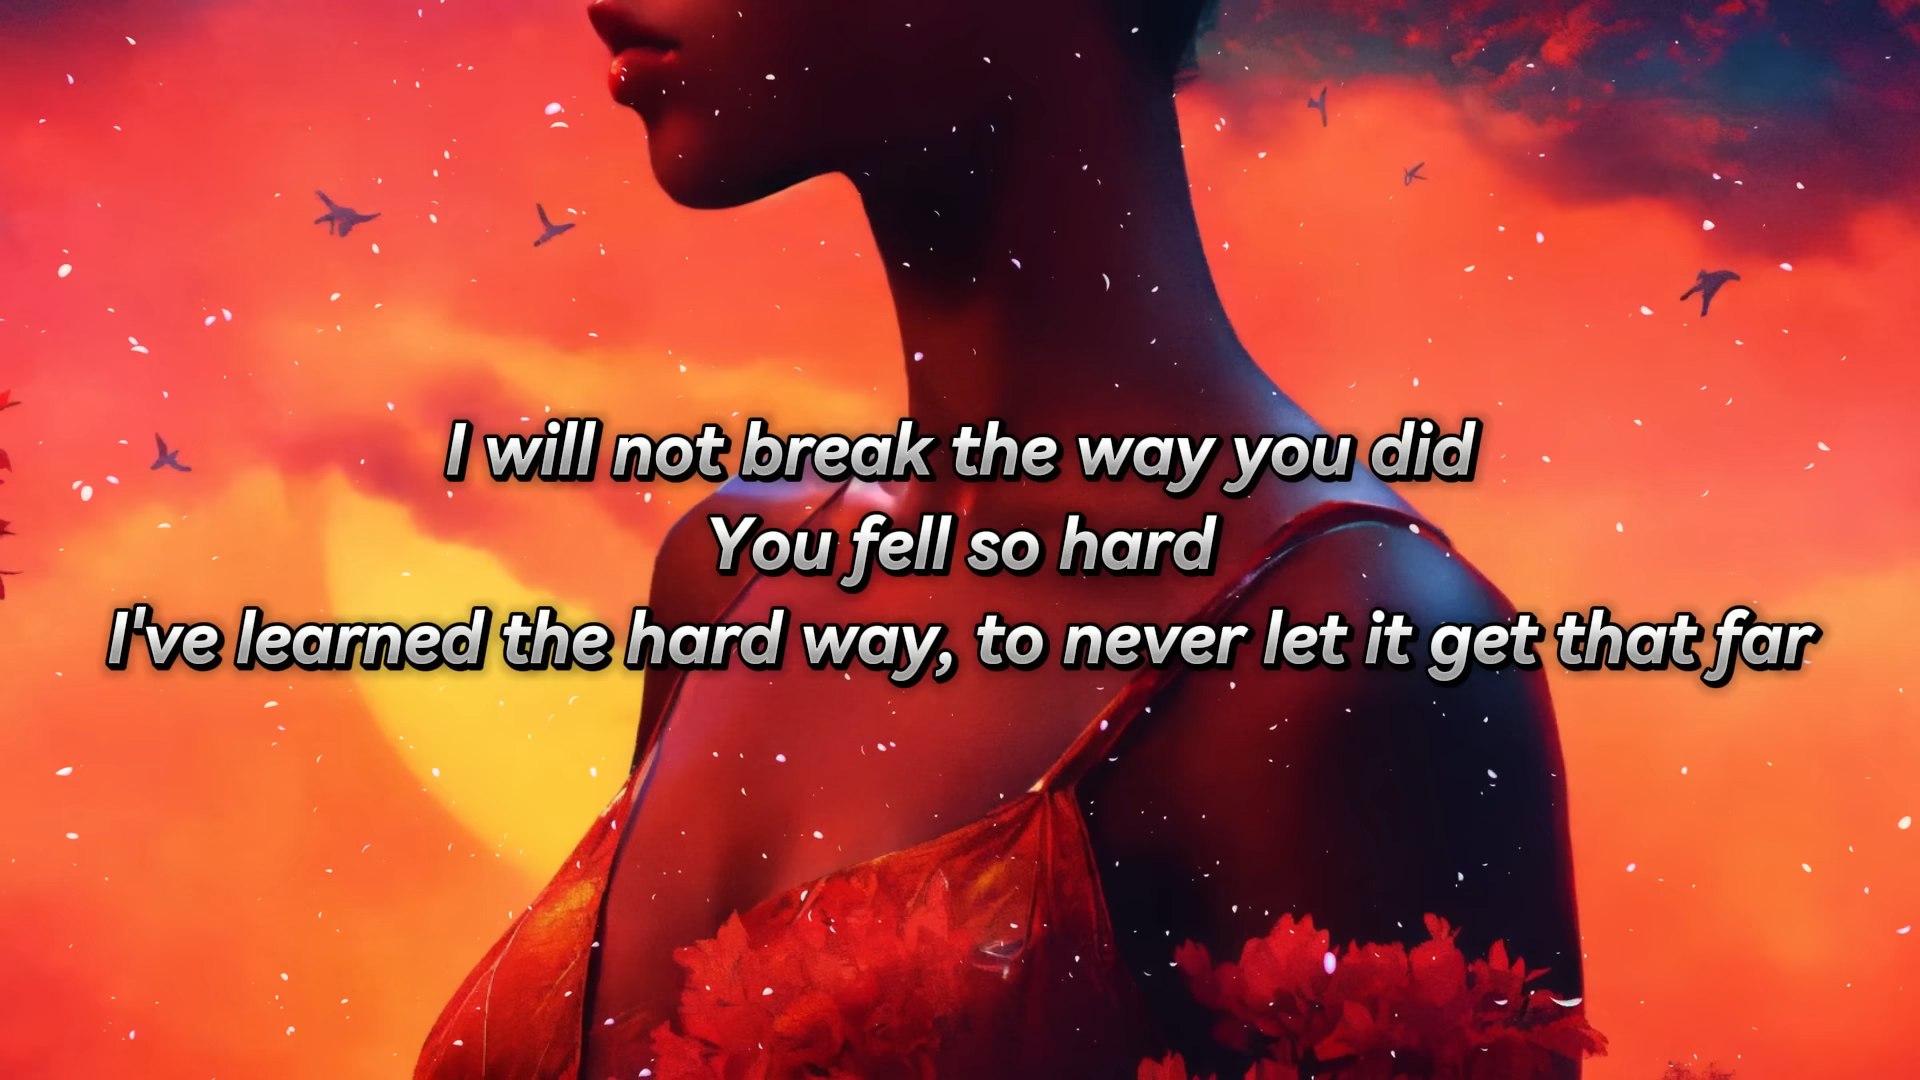 I will not break the way you did
You fell so hard
I've learned the hard way, to never let it get that far